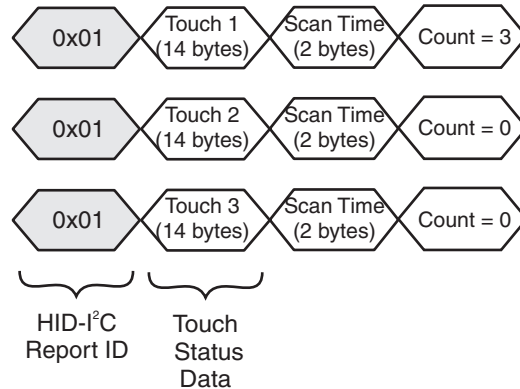 0x01 Touch 1 (14 bytes) Scan Time (2 bytes) Count = 3
0x01 Touch 2 (14 bytes) Scan Time (2 bytes) Count = 0
0x01 Touch 3 (14 bytes) Scan Time (2 bytes) Count = 0
HID-I²C
Report ID
Touch
Status
Data